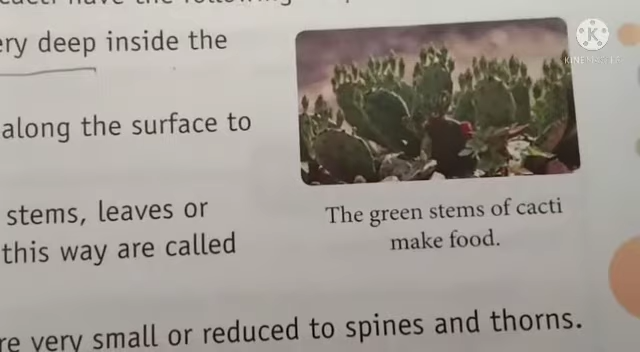 ery deep inside the
along the surface to
stems, leaves or
this way are called
The green stems of cacti
make food.
re very small or reduced to spines and thorns.
K